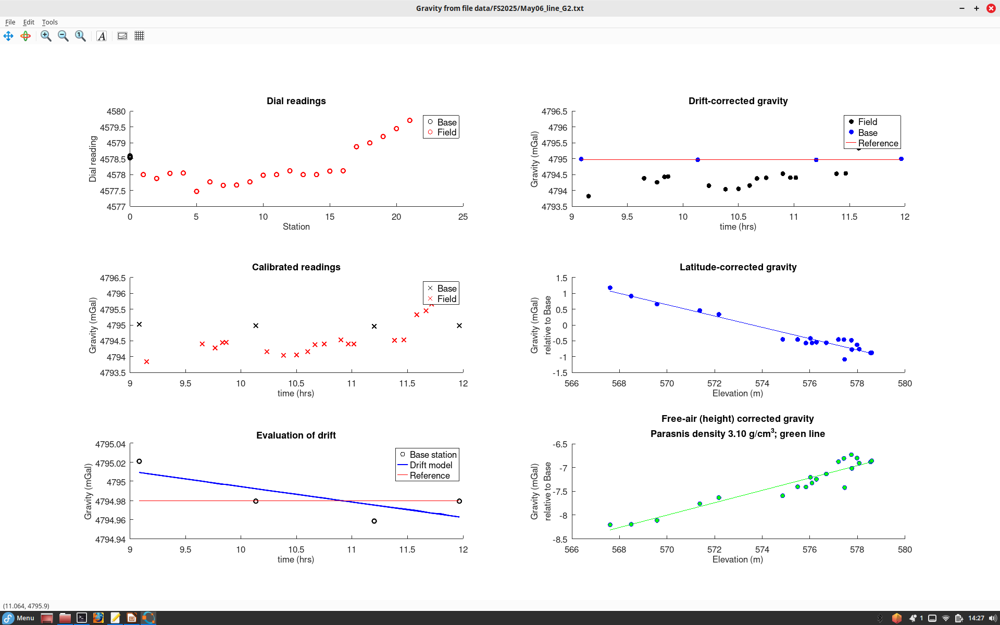 Gravity from file data/FS2025/May06_line_G2.txt
File Edit Tools
Dial readings
4580
4579.5
4579
4578.5
4578
4577.5
4577
Dial reading
0 5 10 15 20 25
Station
Base
Field
Drift-corrected gravity
4796.5
4796
4795.5
4795
4794.5
4794
4793.5
Gravity (mGal)
9 9.5 10 10.5 11 11.5 12
time (hrs)
Field
Base
Reference
Calibrated readings
4796.5
4796
4795.5
4795
4794.5
4794
4793.5
Gravity (mGal)
9 9.5 10 10.5 11 11.5 12
time (hrs)
Base
Field
Latitude-corrected gravity
1.5
1
0.5
0
-0.5
-1
-1.5
Gravity (mGal)
relative to Base
566 568 570 572 574 576 578 580
Elevation (m)
Evaluation of drift
4795.04
4795.02
4795
4794.98
4794.96
4794.94
Gravity (mGal)
9 9.5 10 10.5 11 11.5 12
time (hrs)
Base station
Drift model
Reference
Free-air (height) corrected gravity
Parasnis density 3.10 g/cm³; green line
-6.5
-7
-7.5
-8
-8.5
Gravity (mGal)
relative to Base
566 568 570 572 574 576 578 580
Elevation (m)
(11.064, 4795.9)
Menu
1
14:27